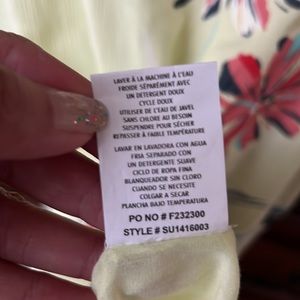 LAVER À LA MACHINE À L'EAU
FROIDE SÉPARÉMENT AVEC
UN DETERGENT DOUX
CYCLE DOUX
UTILISER DE L'EAU DE JAVEL
SANS CHLORE AU BESOIN
SUSPENDRE POUR SÉCHER
REPASSER À FAIBLE TEMPÉRATURE
LAVAR EN LAVADORA CON AGUA
FRIA SEPARADO CON
UN DETERGENTE SUAVE
CICLO DE ROPA FINA
BLANQUEADOR SIN CLORO
CUANDO SE NECESITE
COLGAR A SECAR
PLANCHA BAJO TEMPERATURA
PO NO # F232300
STYLE # SU1416003